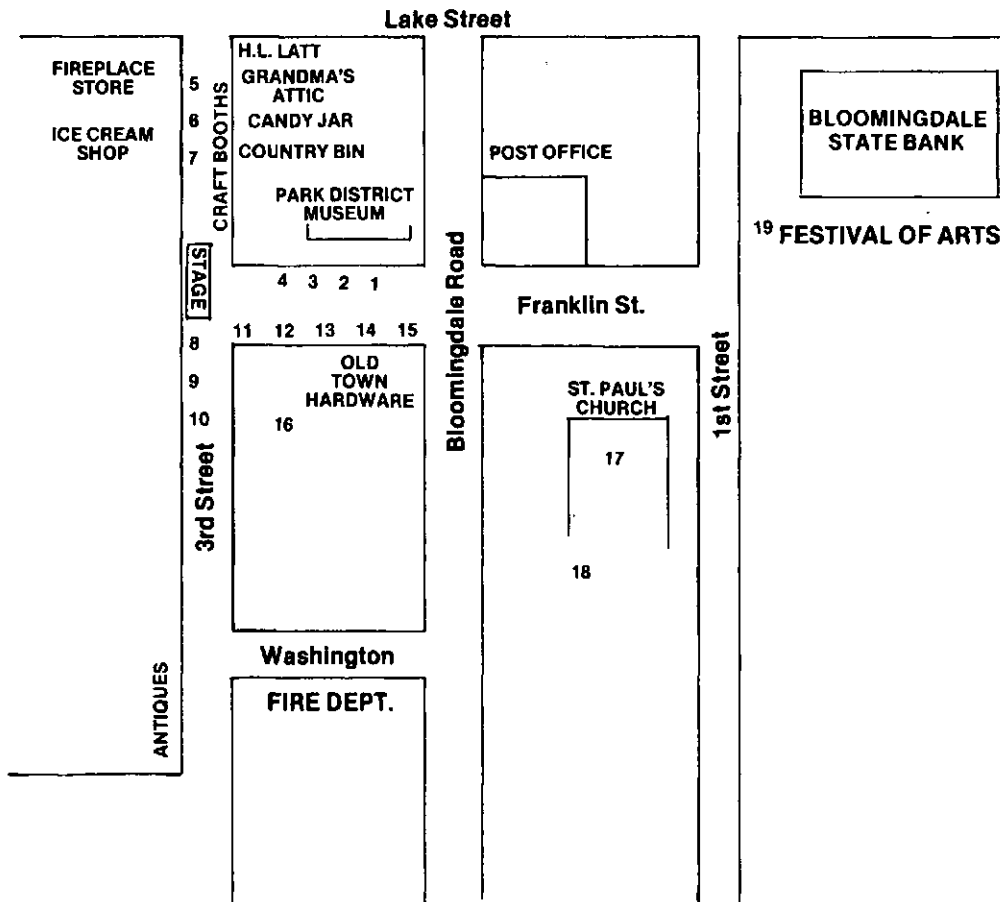 Lake Street
FIREPLACE
STORE
ICE CREAM
SHOP
5
6
7
CRAFT BOOTHS
H.L. LATT
GRANDMA'S
ATTIC
CANDY JAR
COUNTRY BIN
PARK DISTRICT
MUSEUM
POST OFFICE
BLOOMINGDALE
STATE BANK
19 FESTIVAL OF ARTS
STAGE
4 3 2 1
Bloomingdale Road
Franklin St.
8
9
10
11 12 13 14 15
OLD
TOWN
HARDWARE
16
ST. PAUL'S
CHURCH
17
18
1st Street
3rd Street
Washington
ANTIQUES
FIRE DEPT.